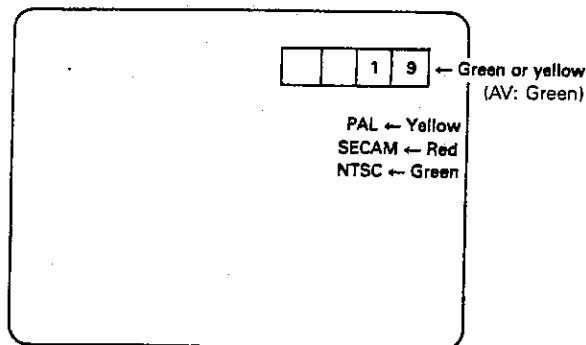 1 9 ← Green or yellow
(AV: Green)
PAL ← Yellow
SECAM ← Red
NTSC ← Green